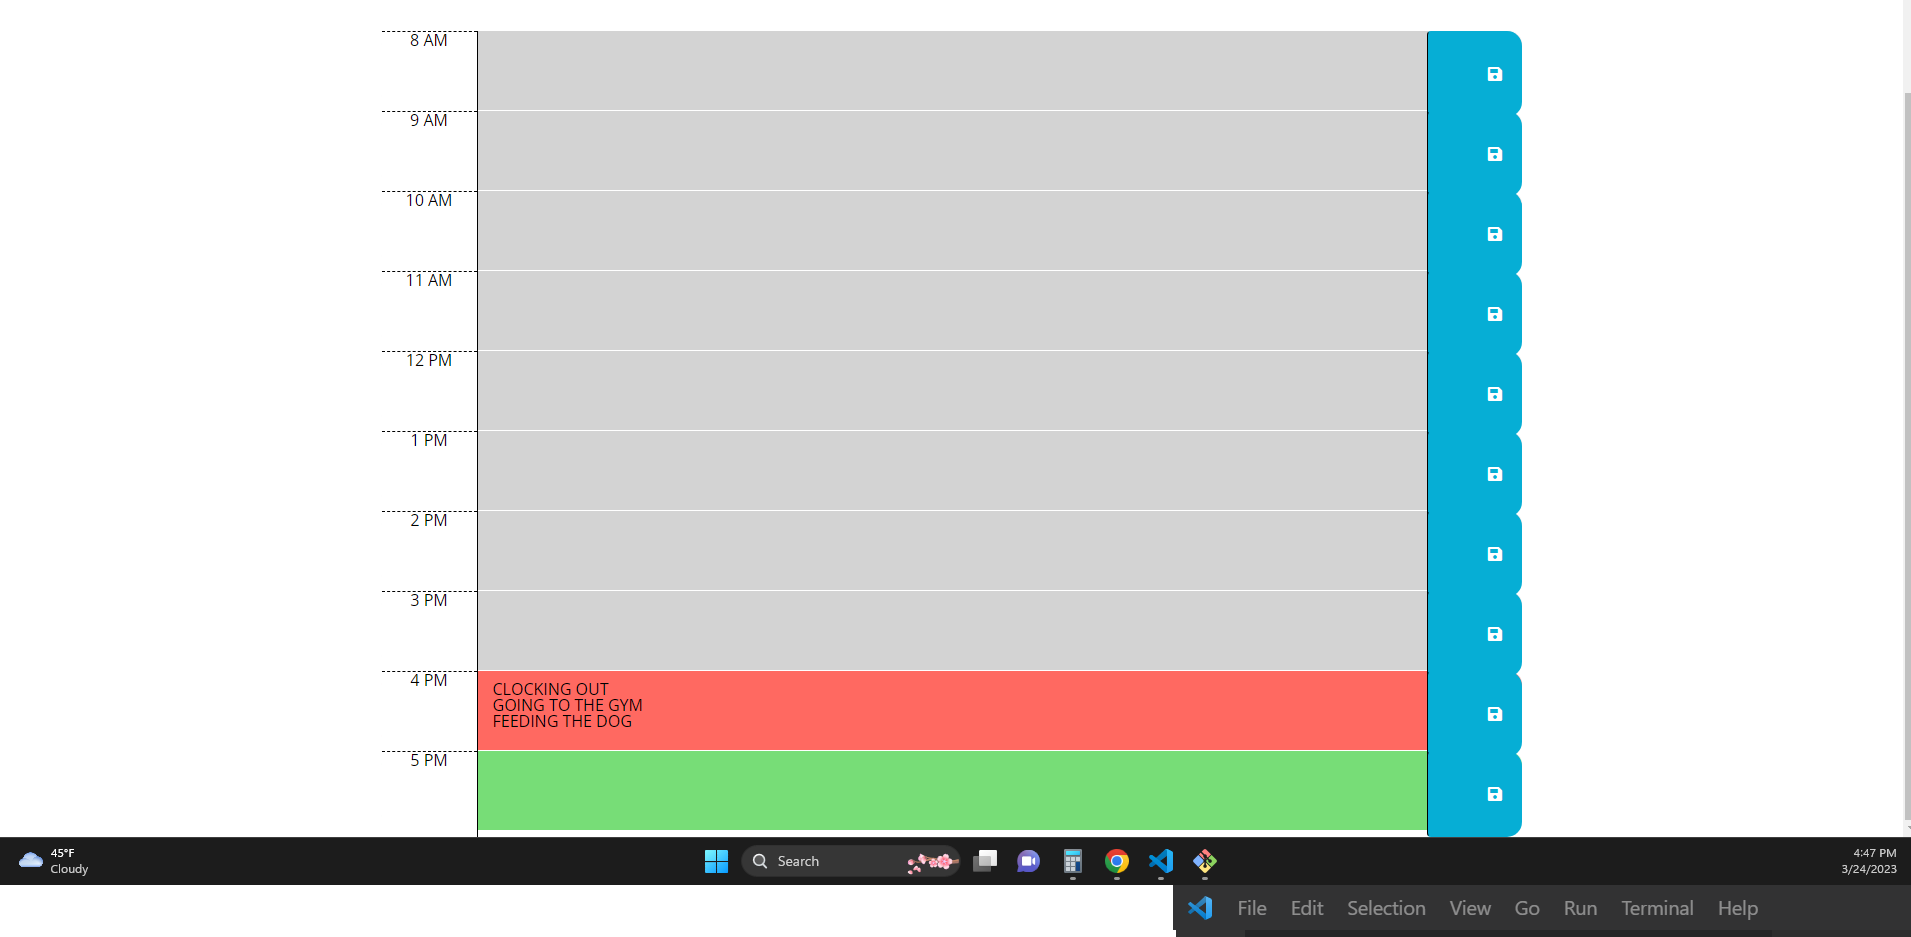 8 AM
9 AM
10 AM
11 AM
12 PM
1 PM
2 PM
3 PM
4 PM
CLOCKING OUT
GOING TO THE GYM
FEEDING THE DOG
5 PM
45°F
Cloudy
Search
4:47 PM
3/24/2023
File Edit Selection View Go Run Terminal Help